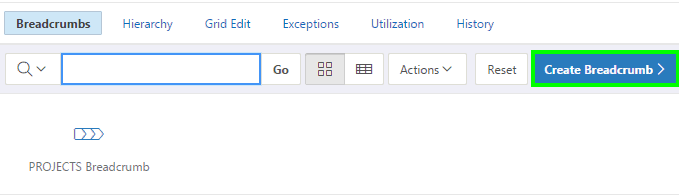 Breadcrumbs Hierarchy Grid Edit Exceptions Utilization History
Go Actions Reset Create Breadcrumb
PROJECTS Breadcrumb